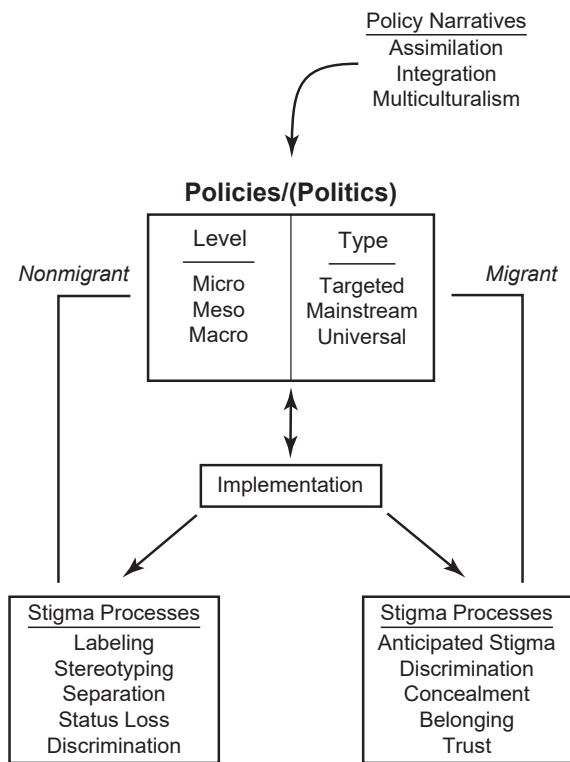 Policy Narratives
Assimilation
Integration
Multiculturalism
Policies/(Politics)
Level
Micro
Meso
Macro
Type
Targeted
Mainstream
Universal
Nonmigrant
Migrant
Implementation
Stigma Processes
Labeling
Stereotyping
Separation
Status Loss
Discrimination
Stigma Processes
Anticipated Stigma
Discrimination
Concealment
Belonging
Trust